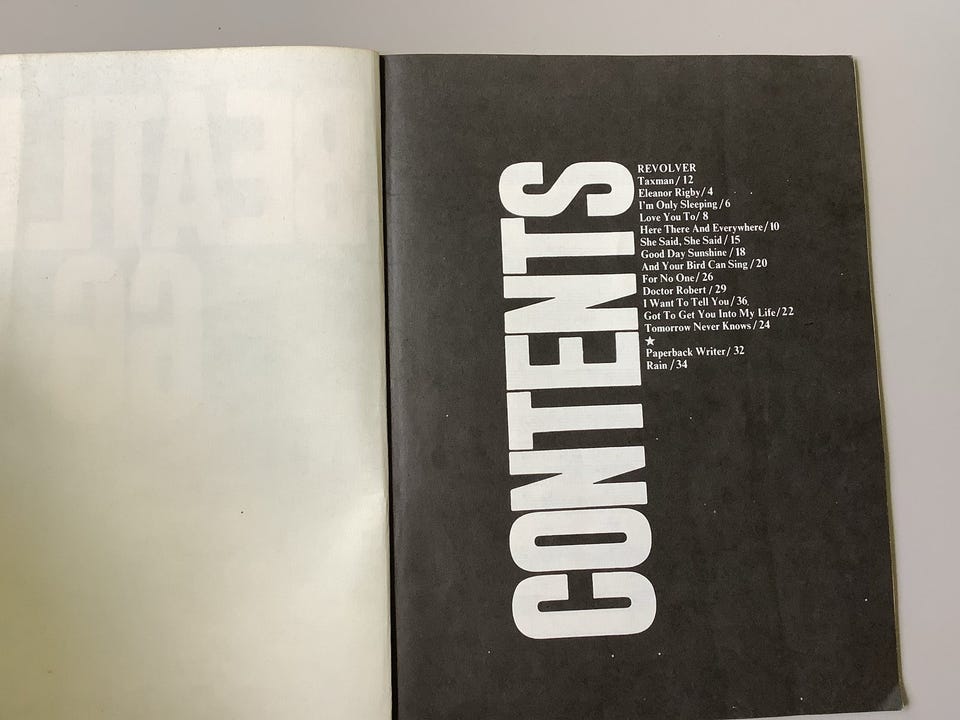 CONTENTS
REVOLVER
Taxman / 12
Eleanor Rigby / 4
I'm Only Sleeping / 6
Love You To / 8
Here There And Everywhere / 10
She Said, She Said / 15
Good Day Sunshine / 18
And Your Bird Can Sing / 20
For No One / 26
Doctor Robert / 29
I Want To Tell You / 36
Got To Get You Into My Life / 22
Tomorrow Never Knows / 24
★
Paperback Writer / 32
Rain / 34